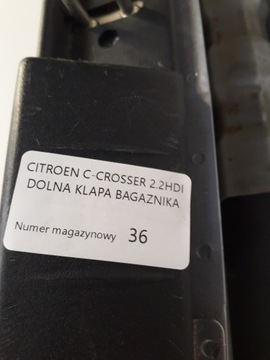 CITROEN C-CROSSER 2.2HDI
DOLNA KLAPA BAGAZNIKA
Numer magazynowy 36